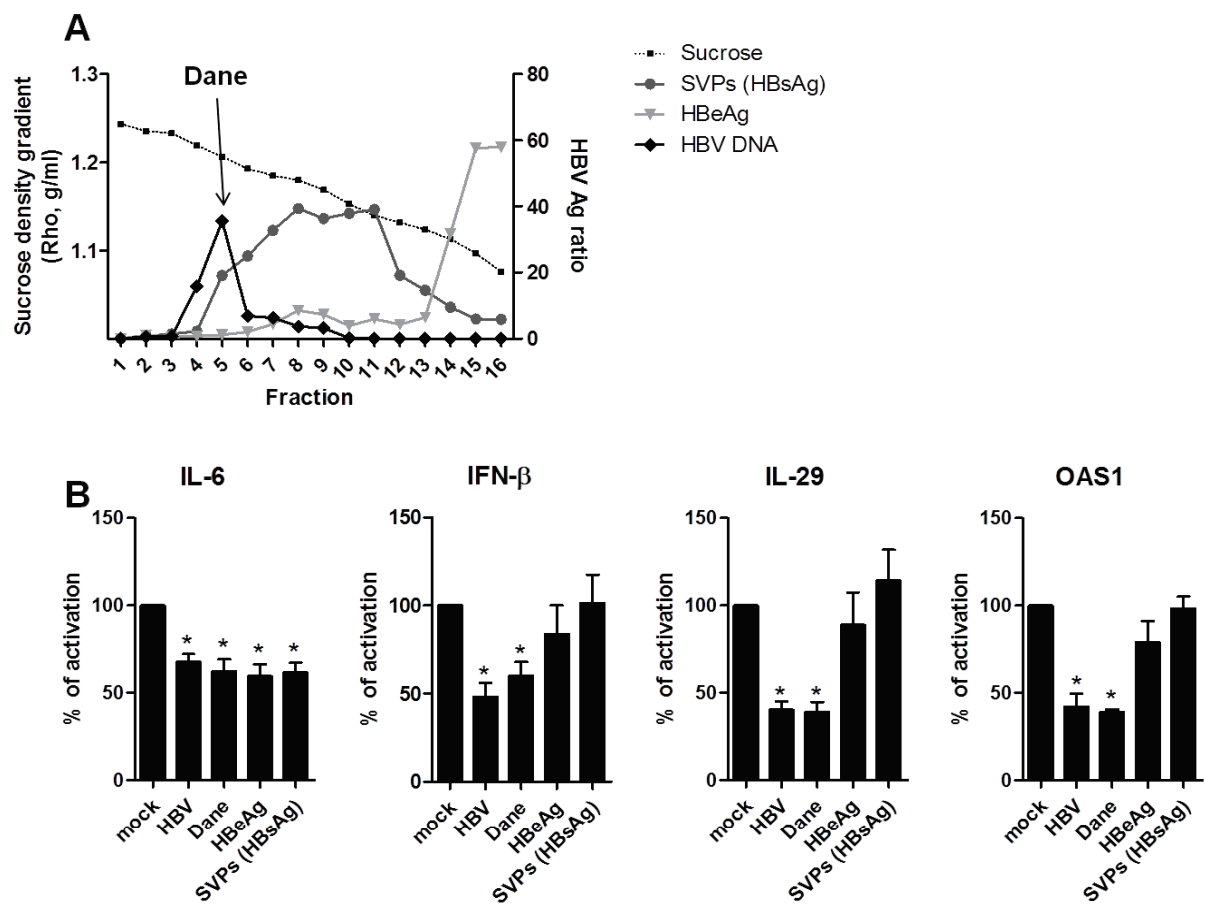 A
Sucrose
SVPs (HBsAg)
HBeAg
HBV DNA
Dane
Sucrose density gradient
(Rho, g/ml)
1.3
1.2
1.1
80
60
40
20
0
HBV Ag ratio
1 2 3 4 5 6 7 8 9 10 11 12 13 14 15 16
Fraction
B
IL-6
% of activation
150
100
50
0
* * * *
mock HBV Dane HBeAg SVPs (HBsAg)
IFN-β
% of activation
150
100
50
0
* *
mock HBV Dane HBeAg SVPs (HBsAg)
IL-29
% of activation
150
100
50
0
* *
mock HBV Dane HBeAg SVPs (HBsAg)
OAS1
% of activation
150
100
50
0
* *
mock HBV Dane HBeAg SVPs (HBsAg)